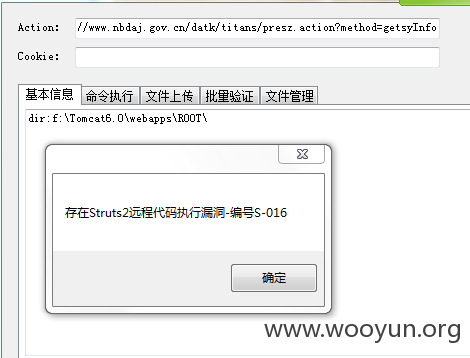 Action: //www.nbdaj.gov.cn/datk/titans/presz.action?method=getsyInfo
Cookie:
基本信息 命令执行 文件上传 批量验证 文件管理
dir:f:\Tomcat6.0\webapps\ROOT\
存在Struts2远程代码执行漏洞-编号S-016
确定
www.wooyun.org